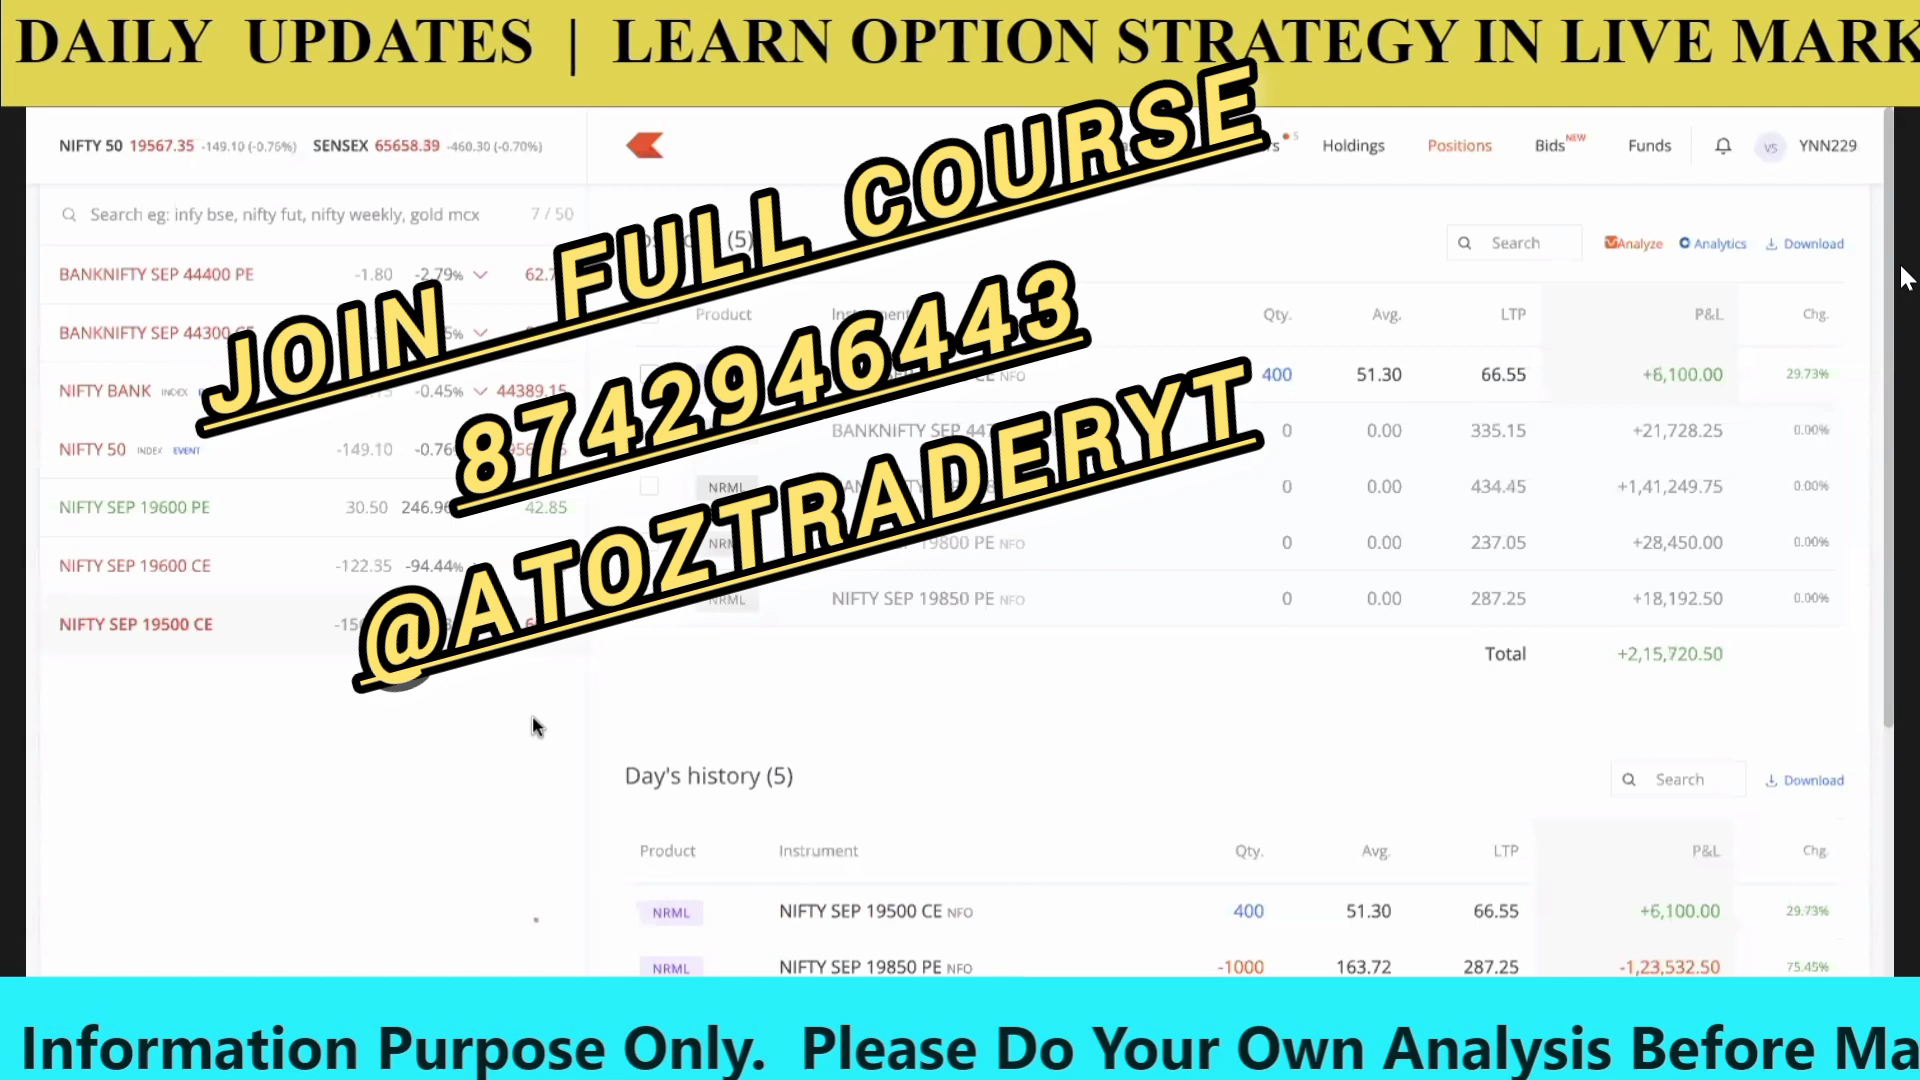 DAILY UPDATES | LEARN OPTION STRATEGY IN LIVE MARK
NIFTY 50 19567.35 -149.10 (-0.76%) SENSEX 65658.39 -460.30 (-0.70%)
Holdings Positions Bids NEW Funds VS YNN229
Search eg: infy bse, nifty fut, nifty weekly, gold mcx 7 / 50
BANKNIFTY SEP 44400 PE -1.80 -2.79%
BANKNIFTY SEP 44300
NIFTY BANK INDEX -0.45% 44389.15
NIFTY 50 INDEX EVENT -149.10
NIFTY SEP 19600 PE 30.50 42.85
NIFTY SEP 19600 CE -122.35 -94.44%
NIFTY SEP 19500 CE
JOIN FULL COURSE
8742946443
@ATOZTRADERYT
(5) Search Analyze Analytics Download
Product Qty. Avg. LTP P&L Chg.
NFO 400 51.30 66.55 +6,100.00 29.73%
BANKNIFTY SEP 0 0.00 335.15 +21,728.25 0.00%
NRML 0 0.00 434.45 +1,41,249.75 0.00%
19800 PE NFO 0 0.00 237.05 +28,450.00 0.00%
NRML NIFTY SEP 19850 PE NFO 0 0.00 287.25 +18,192.50 0.00%
Total +2,15,720.50
Day's history (5) Search Download
Product Instrument Qty. Avg. LTP P&L Chg.
NRML NIFTY SEP 19500 CE NFO 400 51.30 66.55 +6,100.00 29.73%
NRML NIFTY SEP 19850 PE NFO -1000 163.72 287.25 -1,23,532.50 75.45%
Information Purpose Only. Please Do Your Own Analysis Before Ma